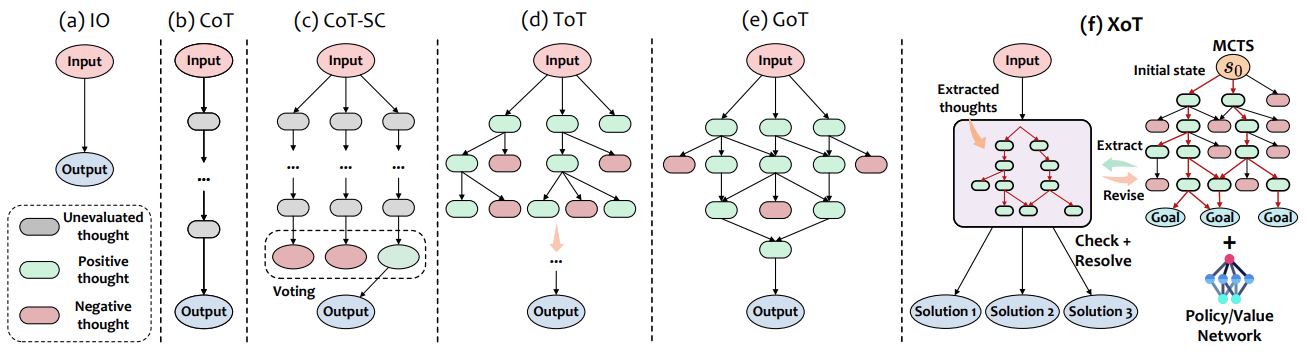 (a) IO
Input
Output
Unevaluated
thought
Positive
thought
Negative
thought
(b) CoT
Input
...
Output
(c) CoT-SC
Input
... ... ...
Voting
Output
(d) ToT
Input
...
Output
(e) GoT
Input
Output
(f) XoT
Input
Extracted
thoughts
Solution 1
Solution 2
Solution 3
Check +
Resolve
Extract
Revise
MCTS
Initial state
s0
Goal
Goal
Goal
+
Policy/Value
Network